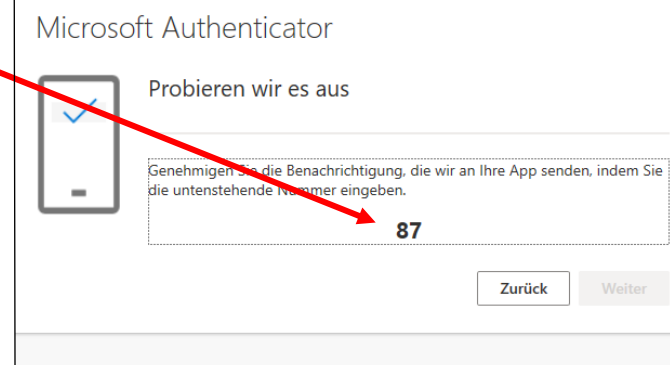 Microsoft Authenticator
Probieren wir es aus
Genehmigen Sie die Benachrichtigung, die wir an Ihre App senden, indem Sie
die untenstehende Nummer eingeben.
87
Zurück
Weiter